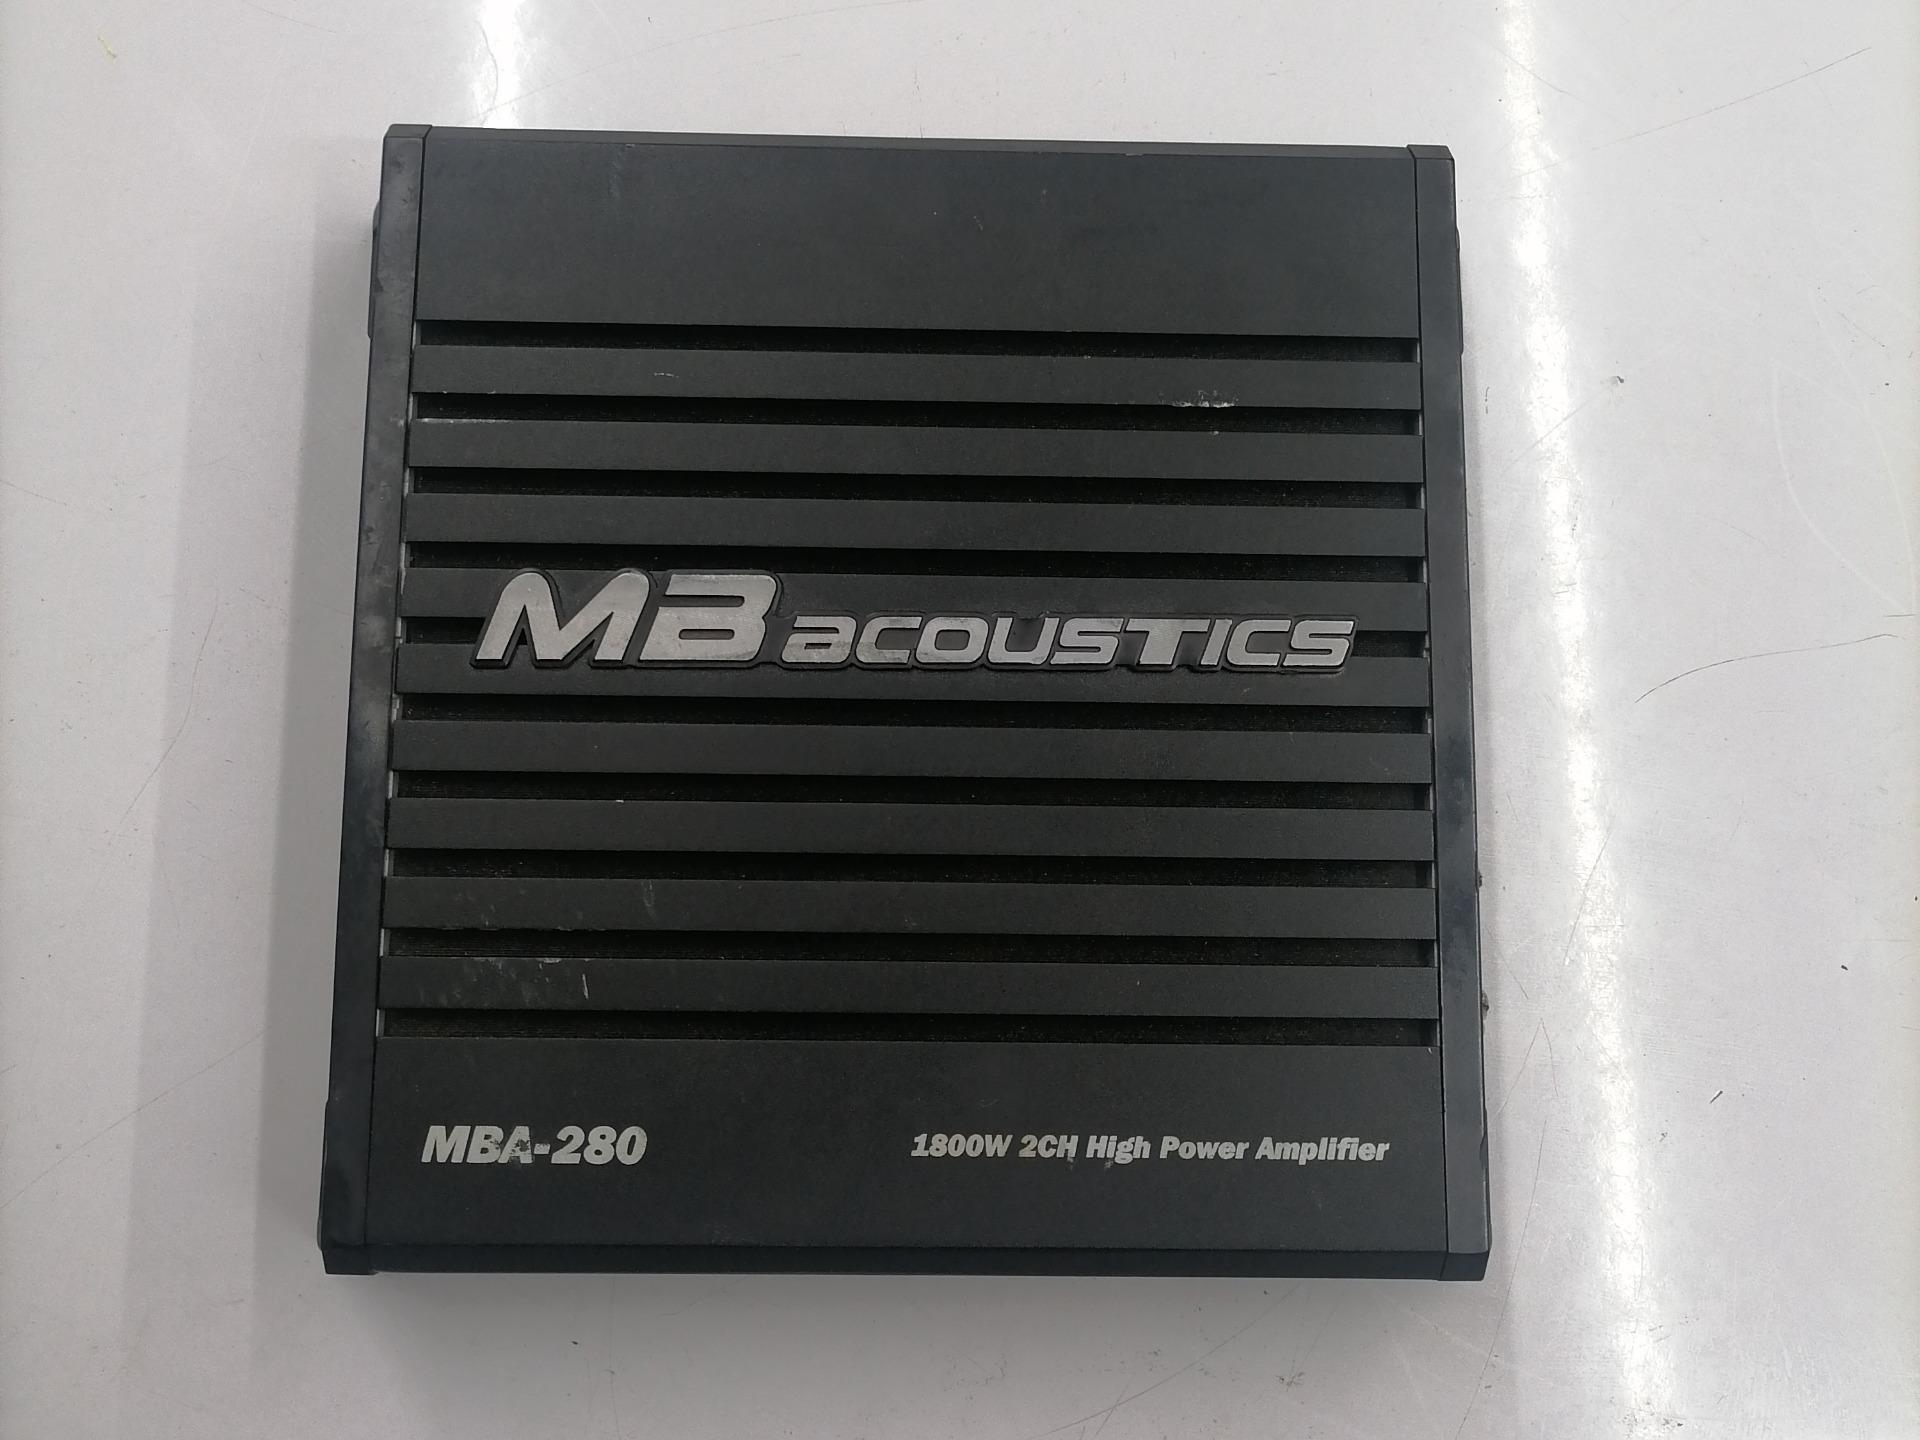 MB acoustics
MBA-280
1800W 2CH High Power Amplifier